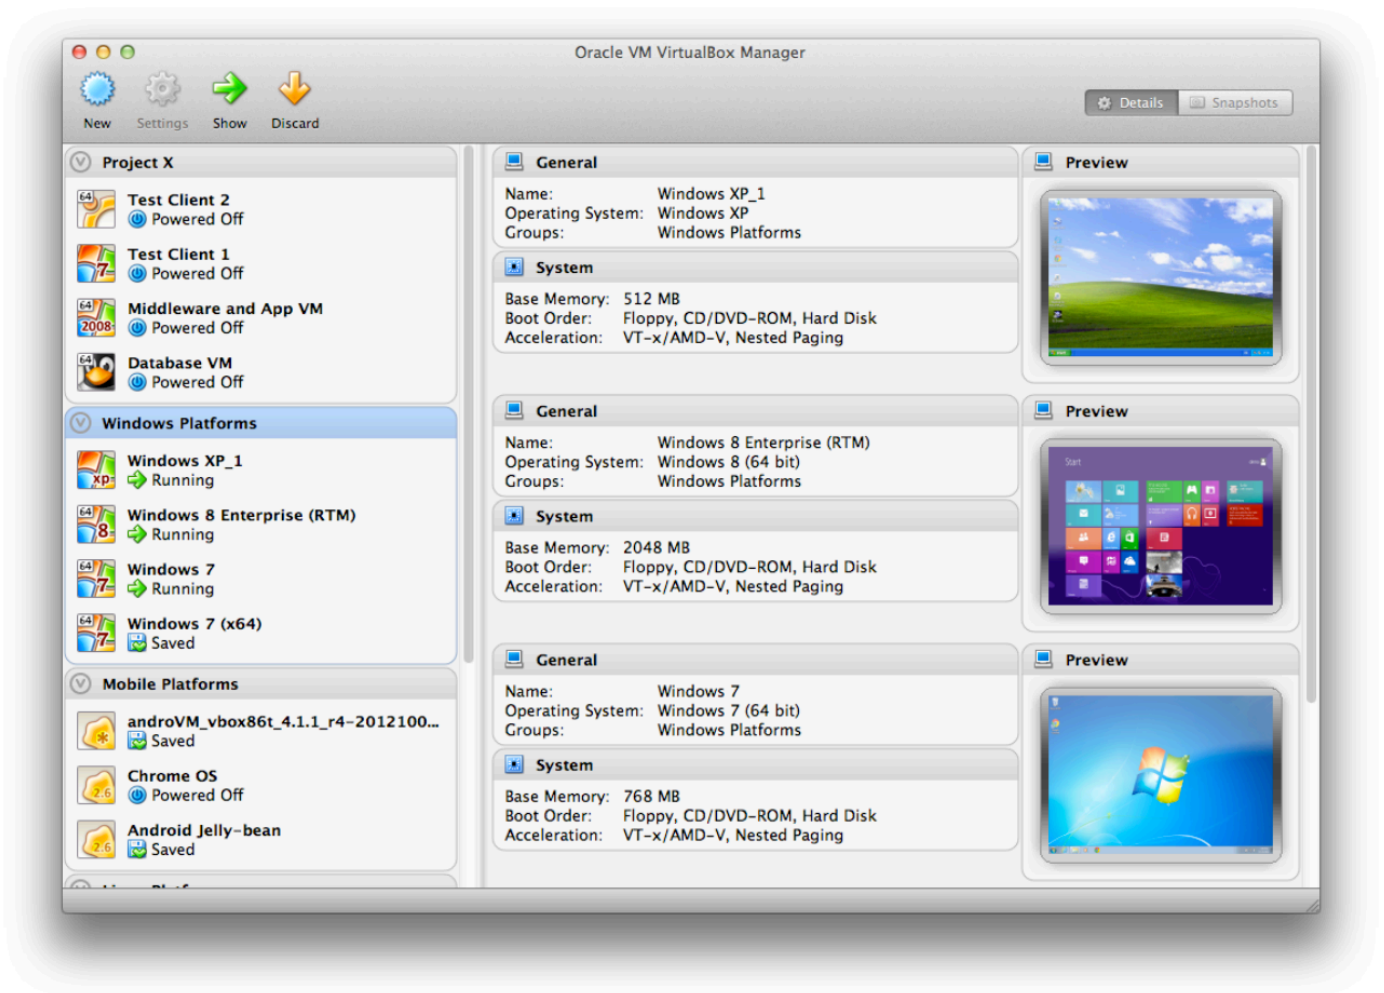 Oracle VM VirtualBox Manager
New
Settings
Show
Discard
Details
Snapshots
Project X
Test Client 2
Powered Off
Test Client 1
Powered Off
Middleware and App VM
Powered Off
Database VM
Powered Off
Windows Platforms
Windows XP_1
Running
Windows 8 Enterprise (RTM)
Running
Windows 7
Running
Windows 7 (x64)
Saved
Mobile Platforms
androVM_vbox86t_4.1.1_r4-2012100...
Saved
Chrome OS
Powered Off
Android Jelly-bean
Saved
General
Name: Windows XP_1
Operating System: Windows XP
Groups: Windows Platforms
System
Base Memory: 512 MB
Boot Order: Floppy, CD/DVD-ROM, Hard Disk
Acceleration: VT-x/AMD-V, Nested Paging
Preview
General
Name: Windows 8 Enterprise (RTM)
Operating System: Windows 8 (64 bit)
Groups: Windows Platforms
System
Base Memory: 2048 MB
Boot Order: Floppy, CD/DVD-ROM, Hard Disk
Acceleration: VT-x/AMD-V, Nested Paging
Preview
Start
General
Name: Windows 7
Operating System: Windows 7 (64 bit)
Groups: Windows Platforms
System
Base Memory: 768 MB
Boot Order: Floppy, CD/DVD-ROM, Hard Disk
Acceleration: VT-x/AMD-V, Nested Paging
Preview